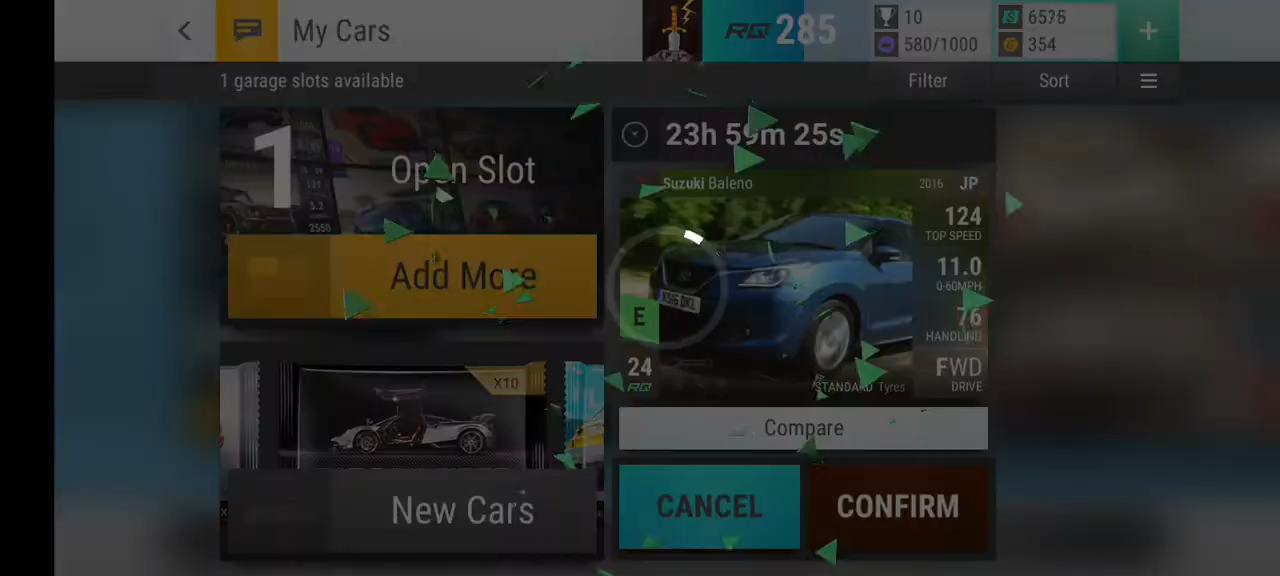 My Cars
RQ 285
10
580/1000
354
1 garage slots available
Filter
Sort
1
Open Slot
Add More
2550
X10
New Cars
23h 59m 25s
Suzuki Baleno
2016 JP
124
TOP SPEED
11.0
0-60MPH
76
HANDLING
FWD
DRIVE
E
24
RQ
STANDARD Tyres
Compare
CANCEL
CONFIRM